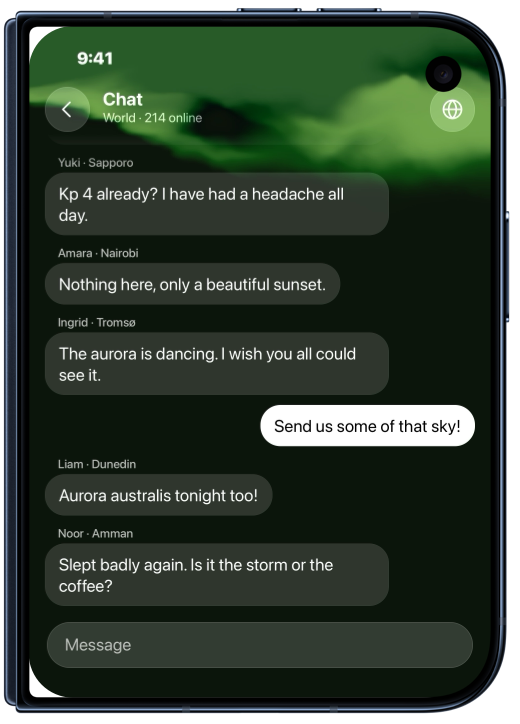 9:41
Chat
World · 214 online
Yuki · Sapporo
Kp 4 already? I have had a headache all
day.
Amara · Nairobi
Nothing here, only a beautiful sunset.
Ingrid · Tromsø
The aurora is dancing. I wish you all could
see it.
Send us some of that sky!
Liam · Dunedin
Aurora australis tonight too!
Noor · Amman
Slept badly again. Is it the storm or the
coffee?
Message